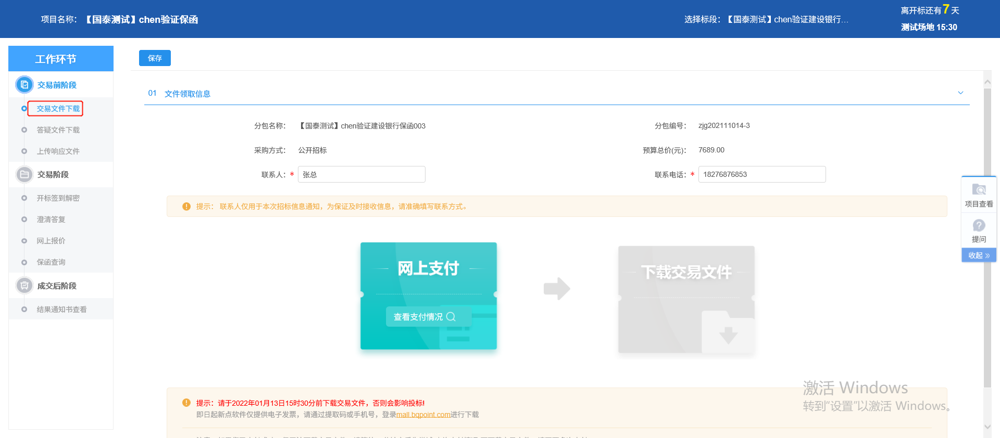 项目名称： 【国泰测试】chen验证保函
选择标段： 【国泰测试】chen验证建设银行...
离开标还有7天
测试场地 15:30
工作环节
交易前阶段
交易文件下载
答疑文件下载
上传响应文件
交易阶段
开标签到解密
澄清答复
网上报价
保函查询
成交后阶段
结果通知书查看
保存
01 文件领取信息
分包名称： 【国泰测试】chen验证建设银行保函003
分包编号： zjg202111014-3
采购方式： 公开招标
预算总价(元)： 7689.00
联系人：* 张总
联系电话：* 18276876853
提示： 联系人仅用于本次招标信息通知，为保证及时接收信息，请准确填写联系方式。
网上支付
查看支付情况
下载交易文件
项目查看
提问
收起 »
提示：请于2022年01月13日15时30分前下载交易文件，否则会影响投标!
即日起新点软件仅提供电子发票，请通过提取码或手机号，登录mall.bqpoint.com进行下载
激活 Windows
转到“设置”以激活 Windows。